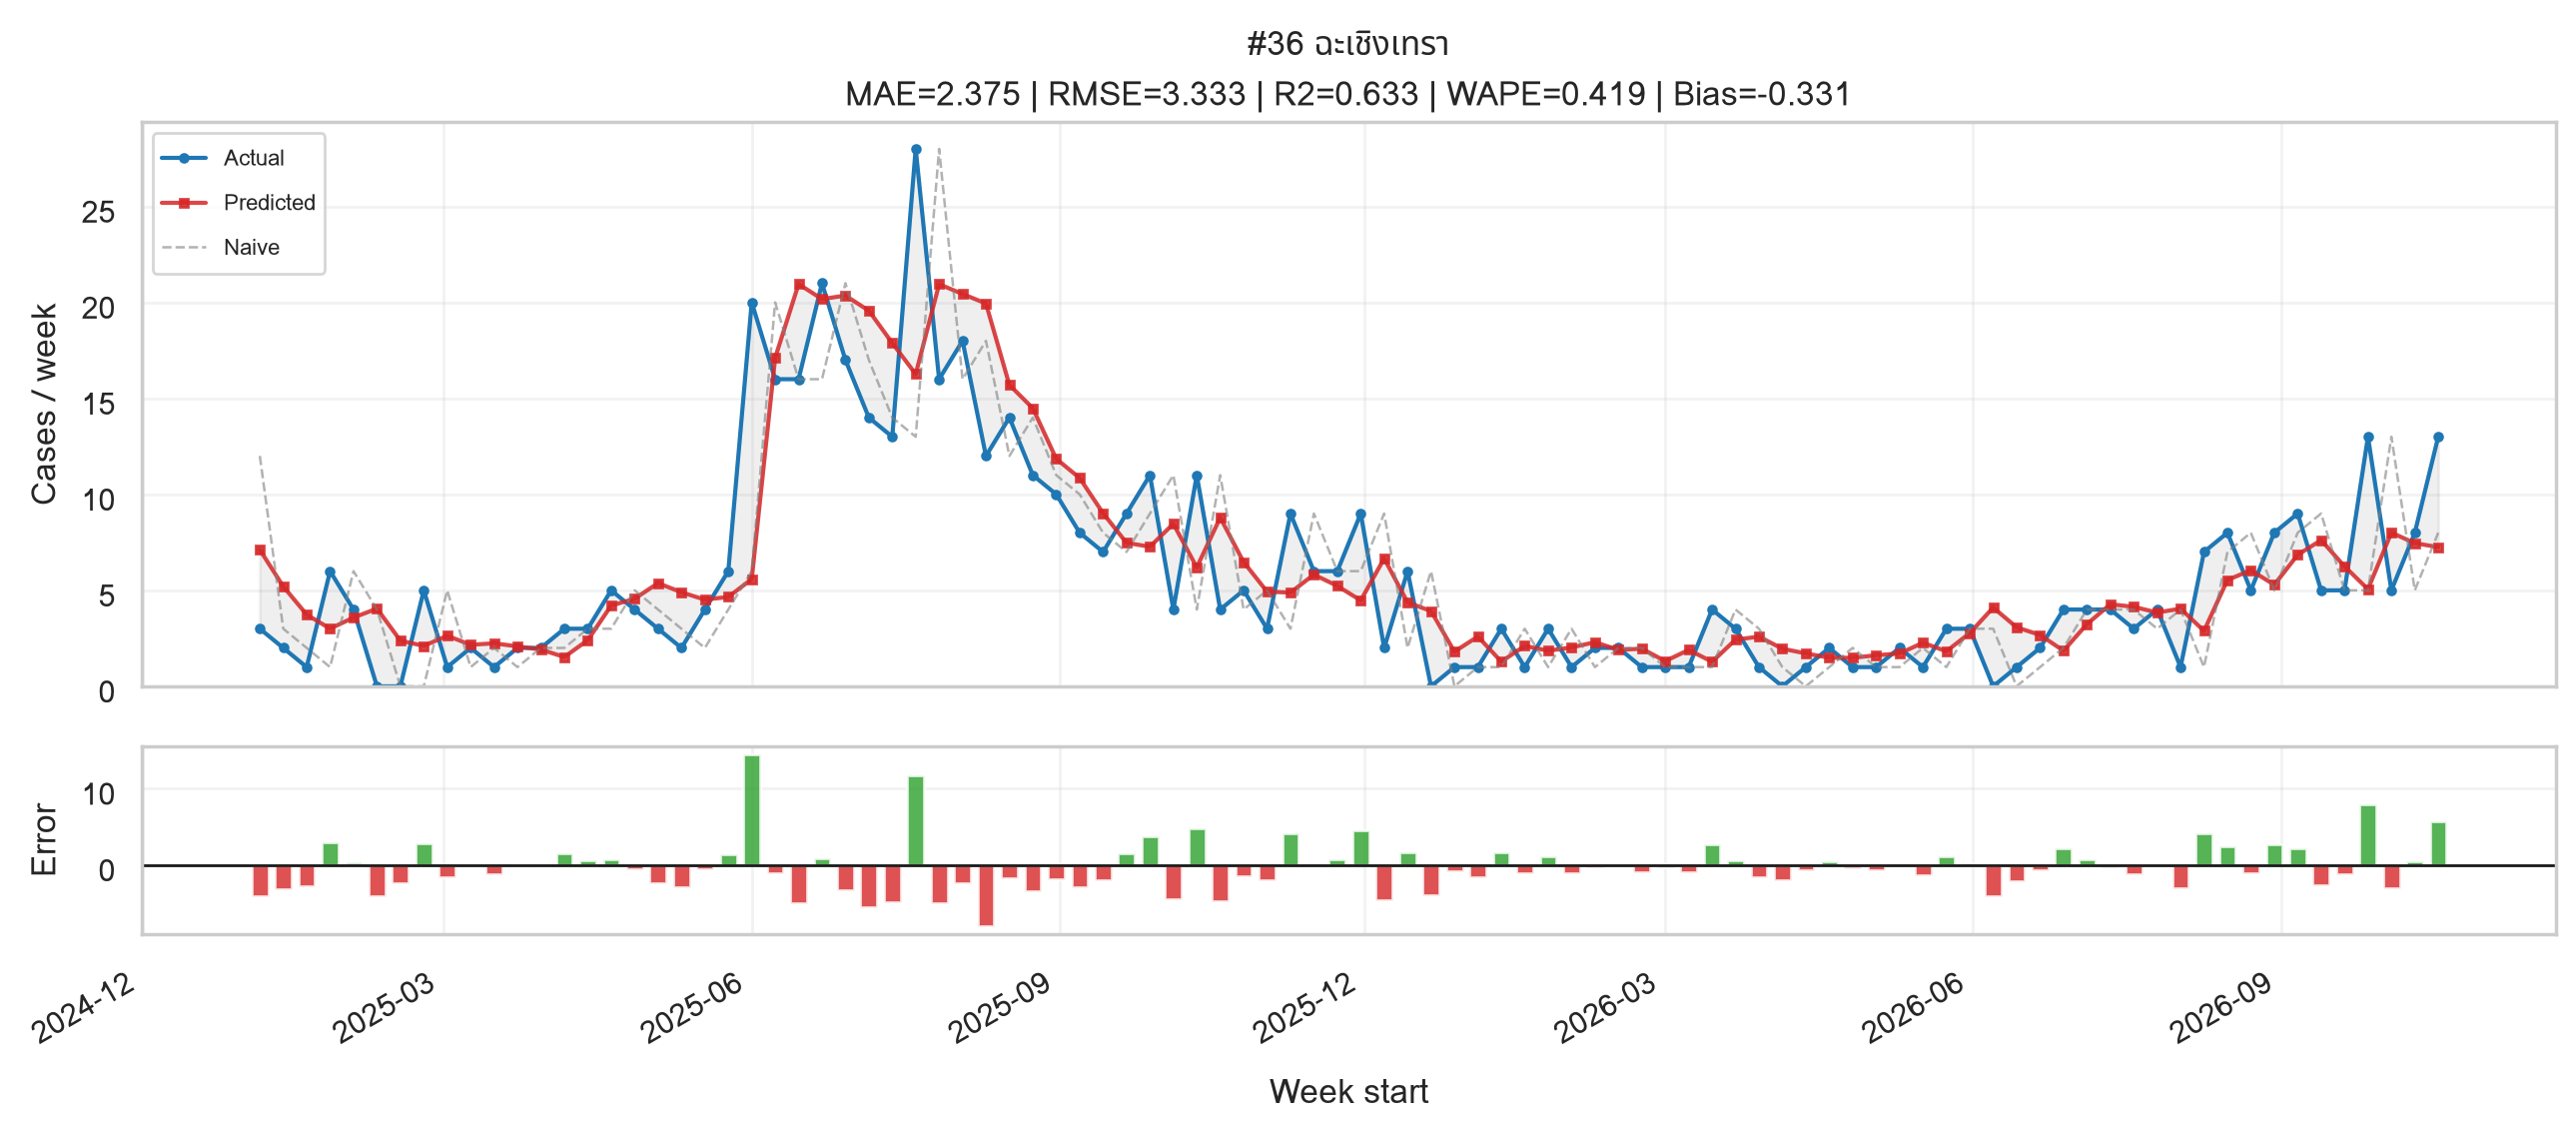 #36 ฉะเชิงเทรา
MAE=2.375 | RMSE=3.333 | R2=0.633 | WAPE=0.419 | Bias=-0.331
Actual
Predicted
Naive
Cases / week
25
20
15
10
5
0
Error
10
0
2024-12
2025-03
2025-06
2025-09
2025-12
2026-03
2026-06
2026-09
Week start